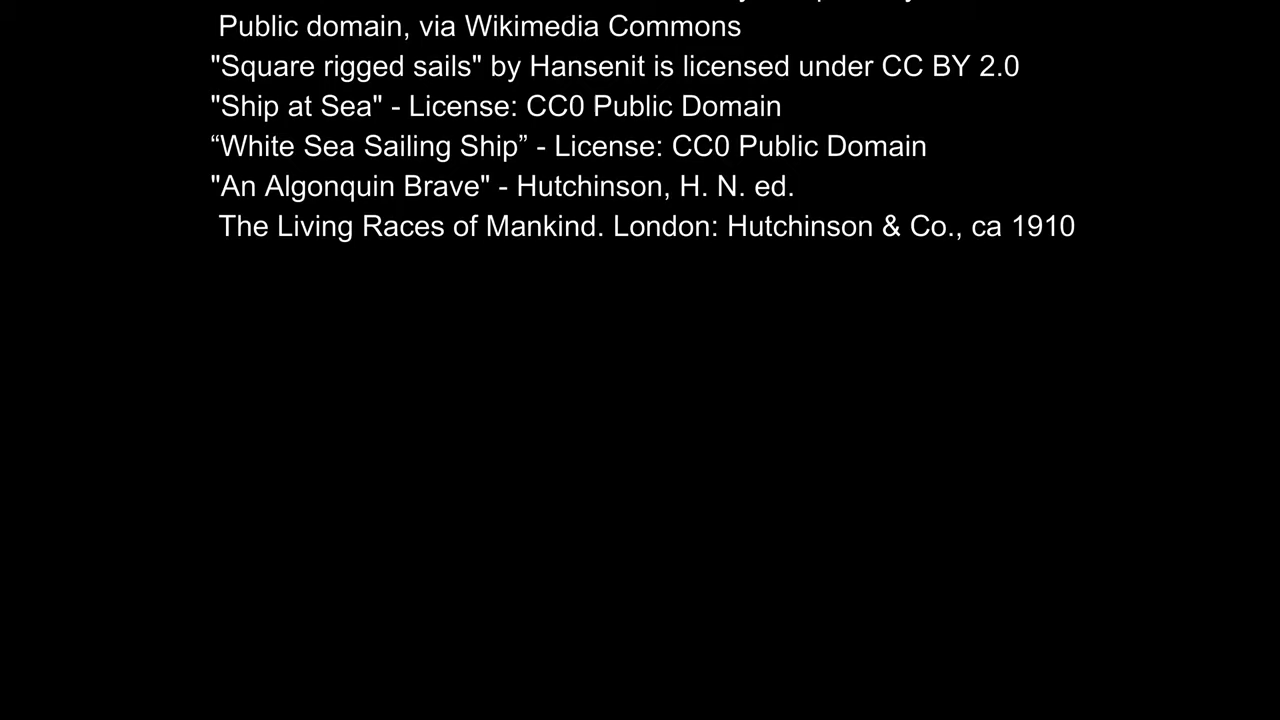 Public domain, via Wikimedia Commons
"Square rigged sails" by Hansenit is licensed under CC BY 2.0
"Ship at Sea" - License: CC0 Public Domain
“White Sea Sailing Ship” - License: CC0 Public Domain
"An Algonquin Brave" - Hutchinson, H. N. ed.
The Living Races of Mankind. London: Hutchinson & Co., ca 1910